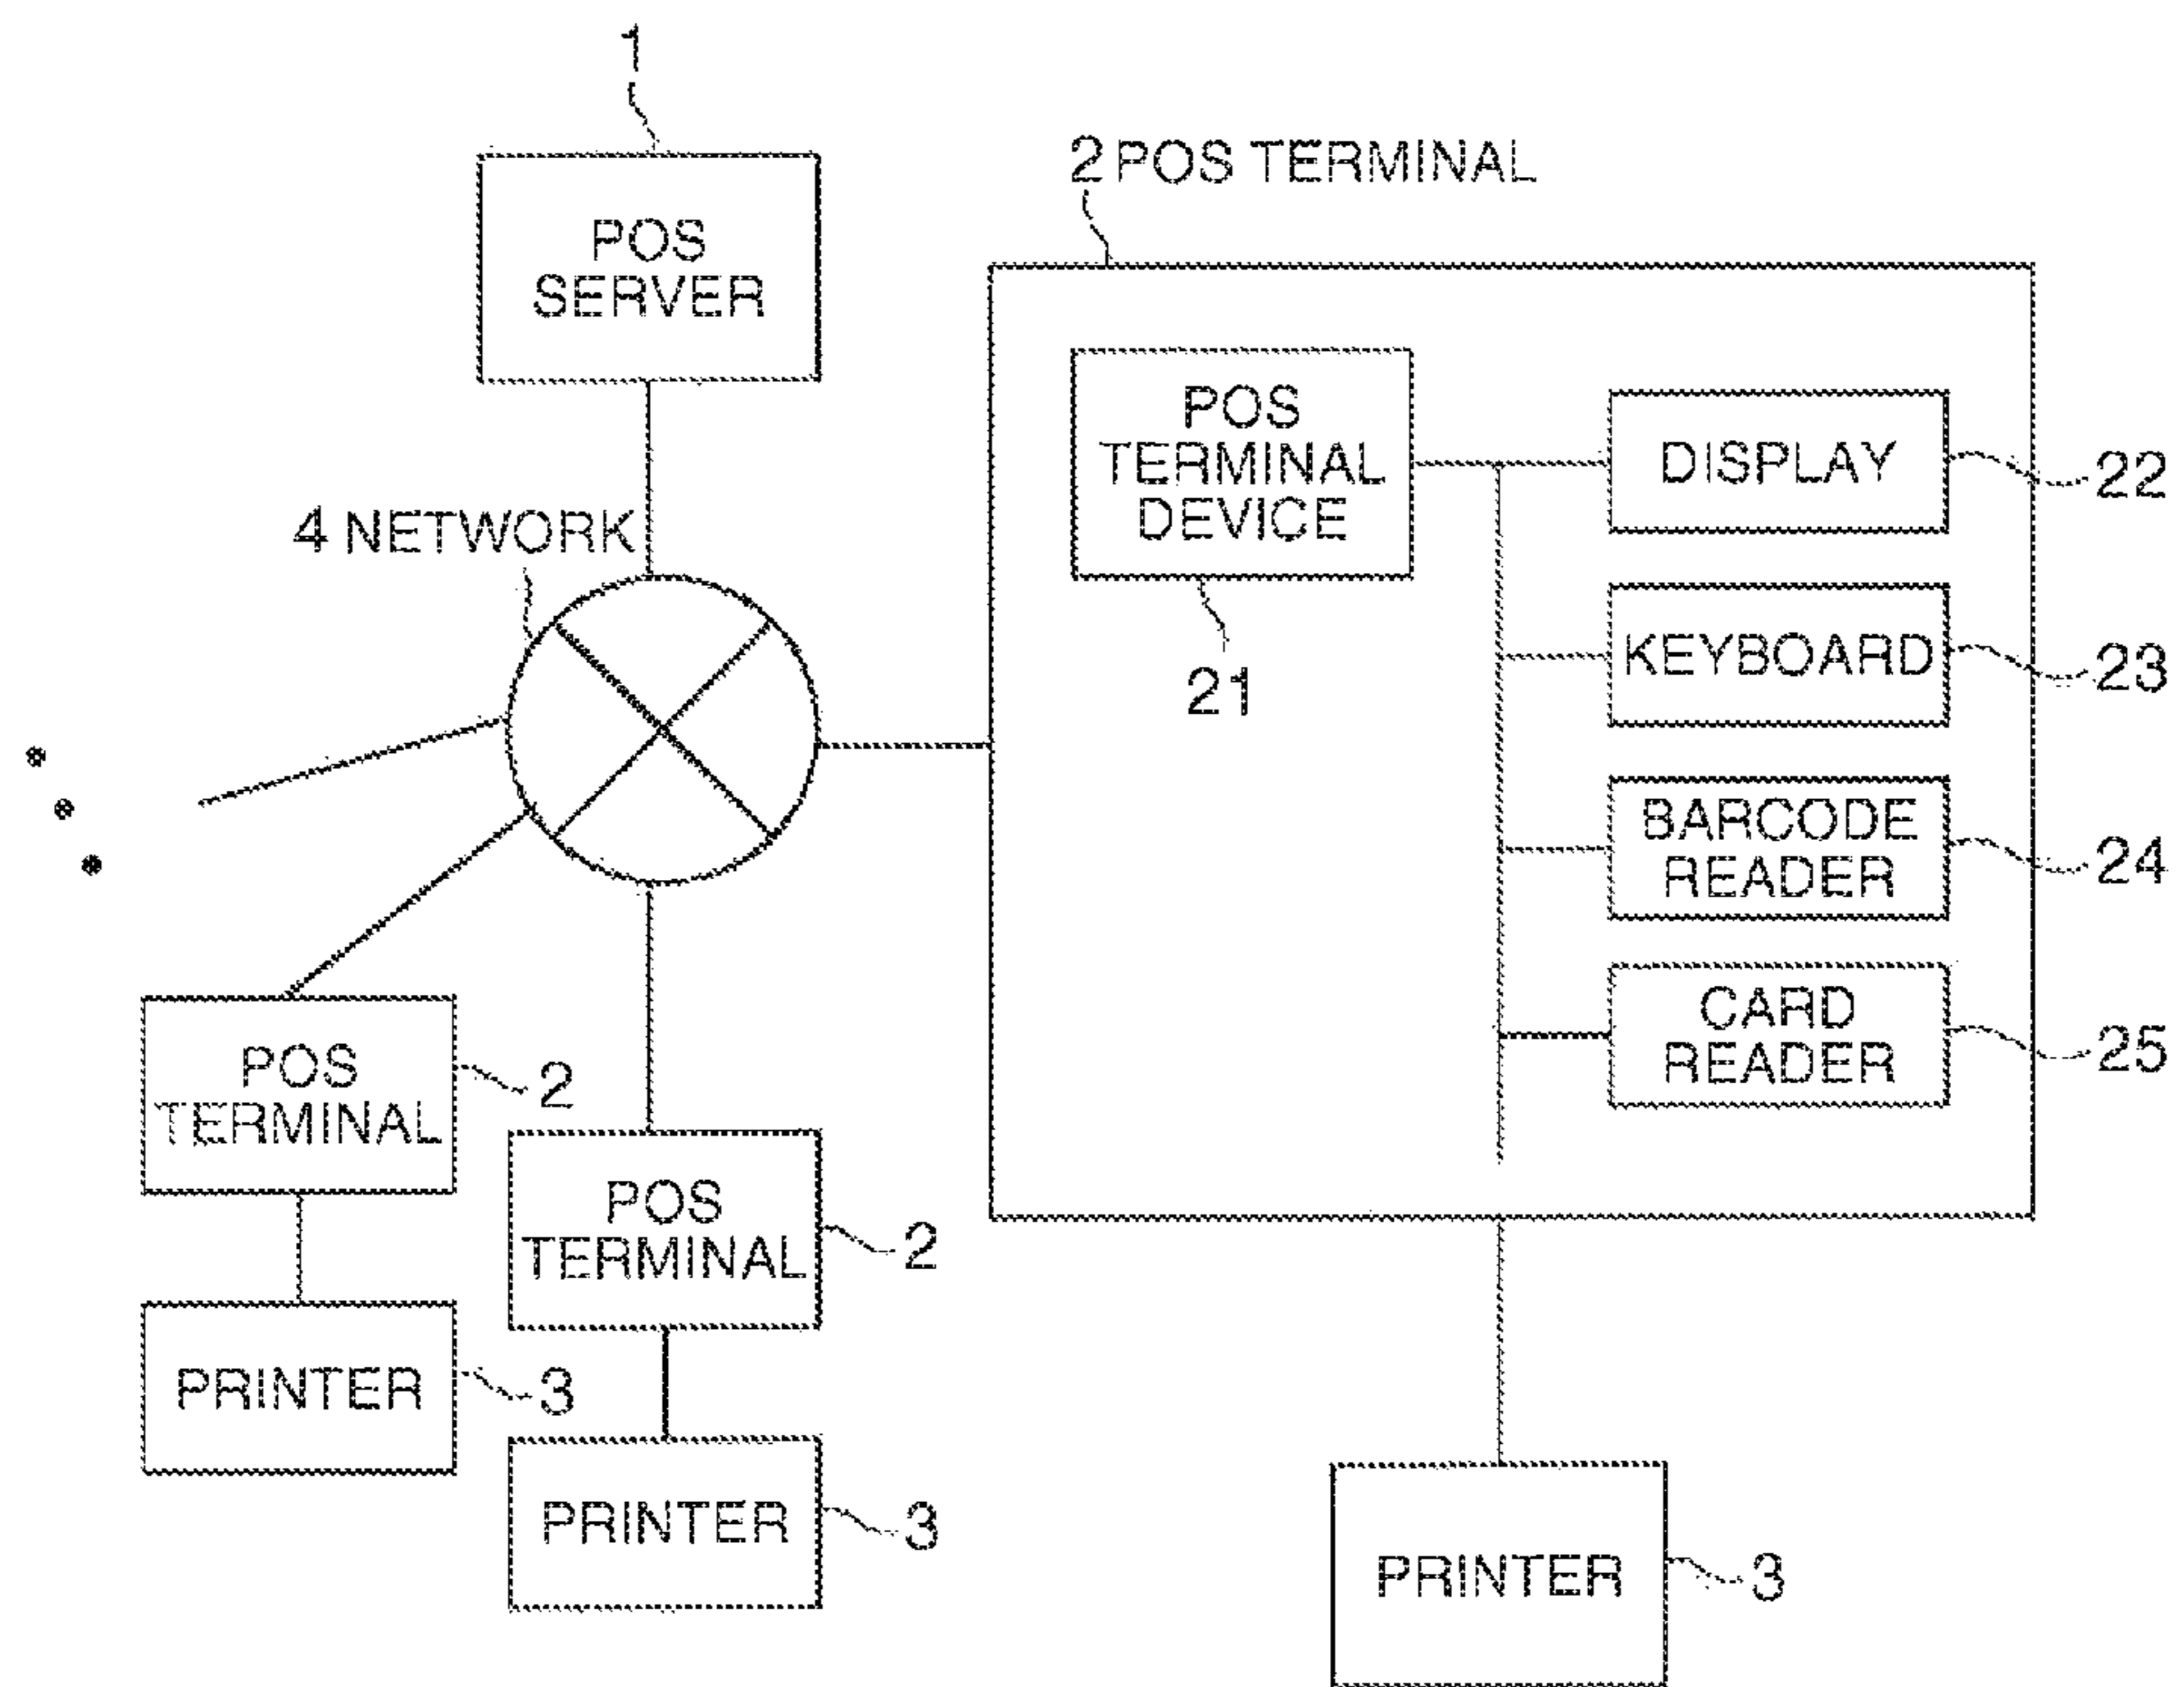 1
POS
SERVER
2 POS TERMINAL
POS
TERMINAL
DEVICE
21
DISPLAY
22
KEYBOARD
23
BARCODE
READER
24
CARD
READER
25
4 NETWORK
POS
TERMINAL
2
PRINTER
3
POS
TERMINAL
2
PRINTER
3
PRINTER
3